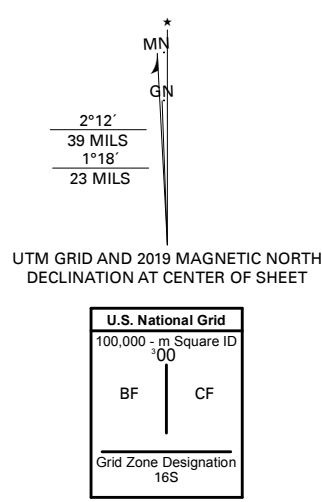 ★
MN
GN
2°12´
39 MILS
1°18´
23 MILS
UTM GRID AND 2019 MAGNETIC NORTH
DECLINATION AT CENTER OF SHEET
U.S. National Grid
100,000 - m Square ID
³00
BF CF
Grid Zone Designation
16S